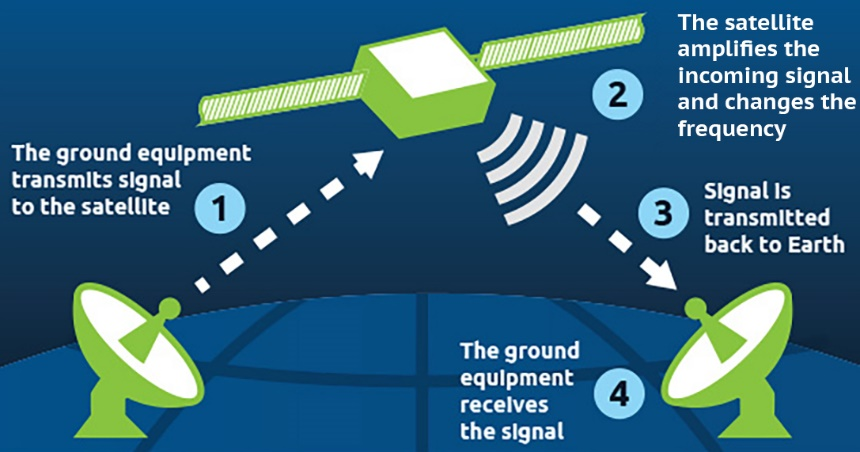 The ground equipment
transmits signal
to the satellite
1
The satellite
amplifies the
incoming signal
and changes the
frequency
2
3
Signal is
transmitted
back to Earth
The ground
equipment
receives
the signal
4